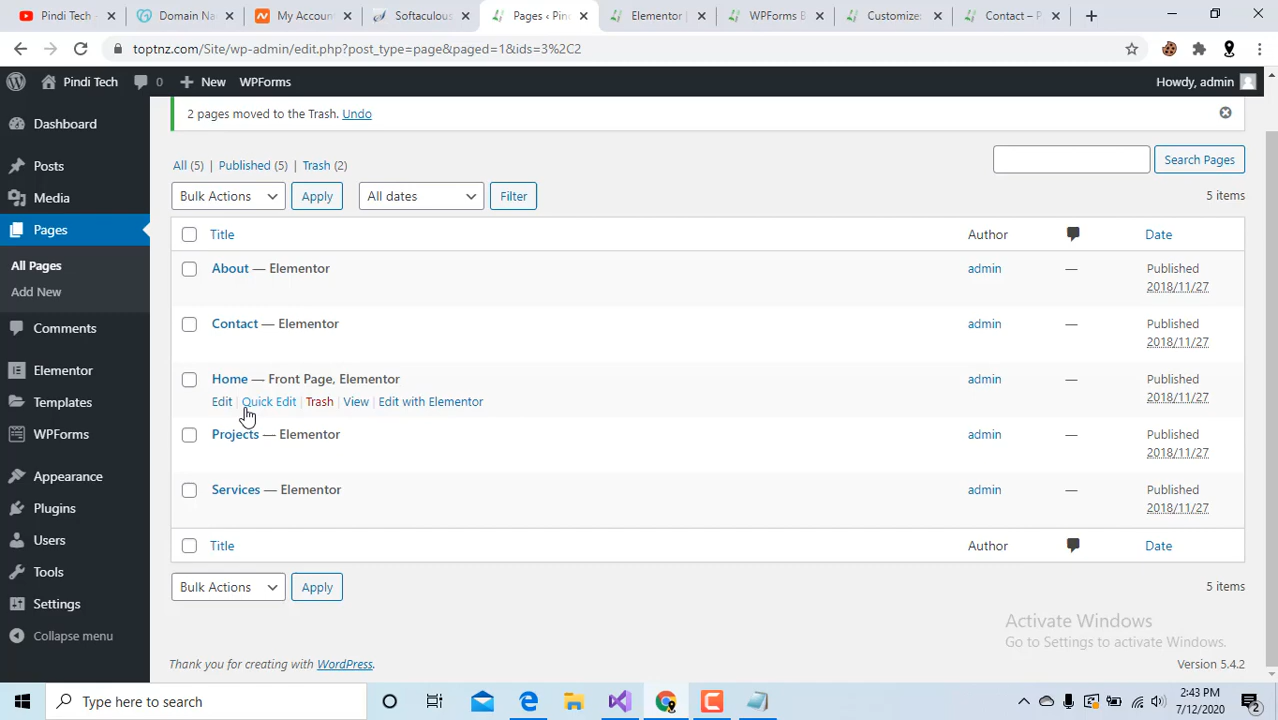 Pindi Tech -
Domain Na
My Accoun
Softaculous
Pages ‹ Pin
Elementor |
WPForms B
Customize:
Contact – P
toptnz.com/Site/wp-admin/edit.php?post_type=page&paged=1&ids=3%2C2
Pindi Tech 0 New WPForms Howdy, admin
Dashboard
Posts
Media
Pages
All Pages
Add New
Comments
Elementor
Templates
WPForms
Appearance
Plugins
Users
Tools
Settings
Collapse menu
2 pages moved to the Trash. Undo
All (5) | Published (5) | Trash (2)
Search Pages
Bulk Actions Apply All dates Filter 5 items
Title Author Date
About — Elementor admin — Published
2018/11/27
Contact — Elementor admin — Published
2018/11/27
Home — Front Page, Elementor admin — Published
2018/11/27
Edit | Quick Edit | Trash | View | Edit with Elementor
Projects — Elementor admin — Published
2018/11/27
Services — Elementor admin — Published
2018/11/27
Title Author Date
Bulk Actions Apply 5 items
Activate Windows
Go to Settings to activate Windows.
Thank you for creating with WordPress. Version 5.4.2
Type here to search
2:43 PM
7/12/2020
2